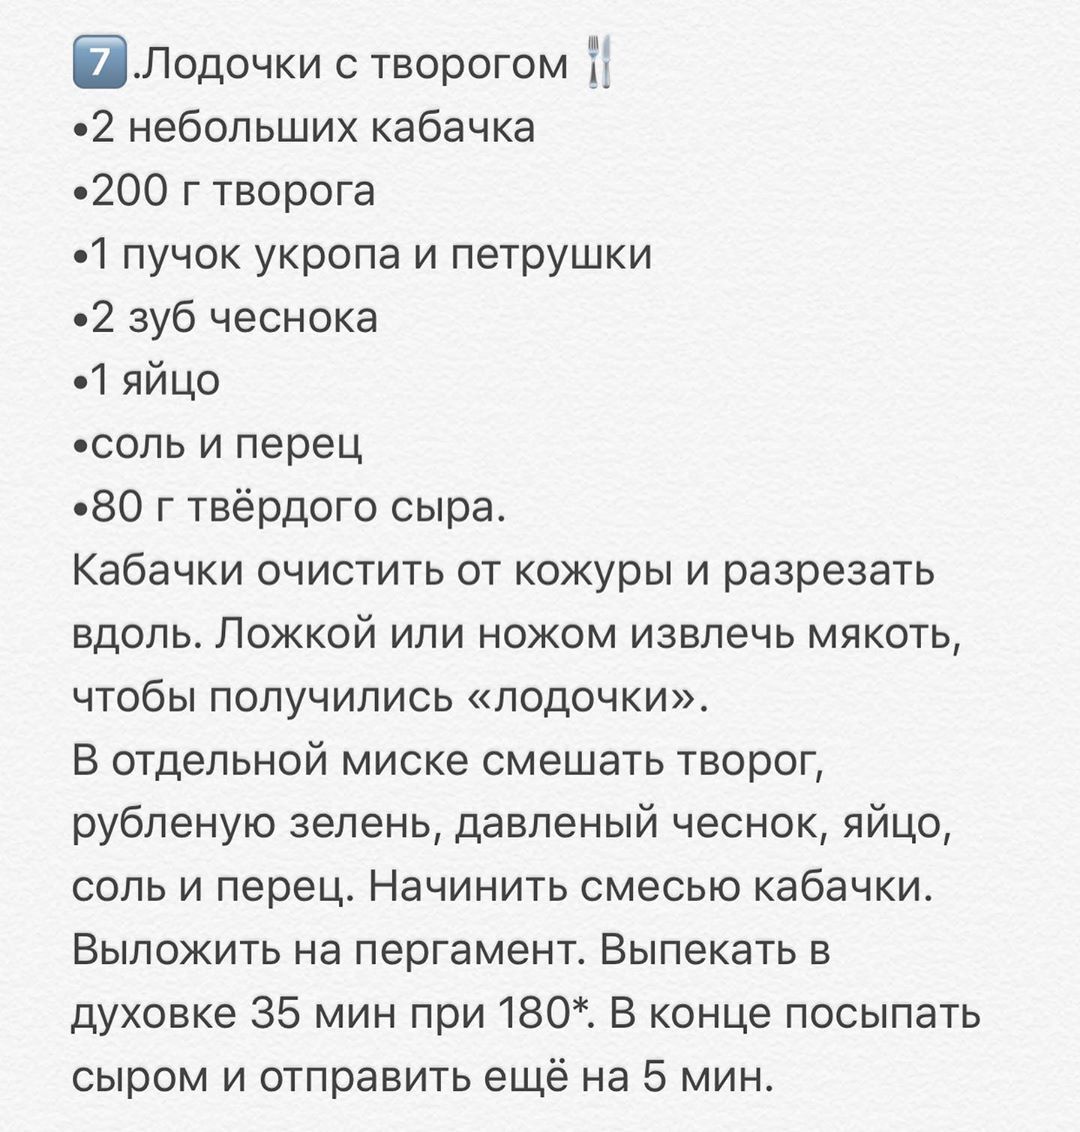 7️⃣.Лодочки с творогом 🍴
•2 небольших кабачка
•200 г творога
•1 пучок укропа и петрушки
•2 зуб чеснока
•1 яйцо
•соль и перец
•80 г твёрдого сыра.
Кабачки очистить от кожуры и разрезать
вдоль. Ложкой или ножом извлечь мякоть,
чтобы получились «лодочки».
В отдельной миске смешать творог,
рубленую зелень, давленый чеснок, яйцо,
соль и перец. Начинить смесью кабачки.
Выложить на пергамент. Выпекать в
духовке 35 мин при 180*. В конце посыпать
сыром и отправить ещё на 5 мин.